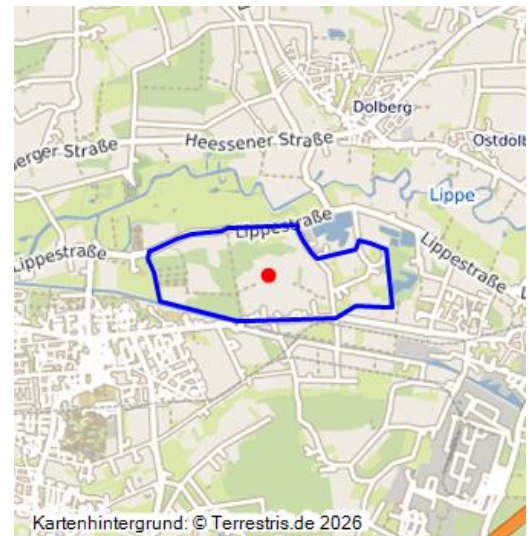 Dolberg
Heessener Straße
erger Straße
Ostdolb
Lippe
Lippestraße
Lippestraße
Lippestraße
L
Kartenhintergrund: © Terrestris.de 2026